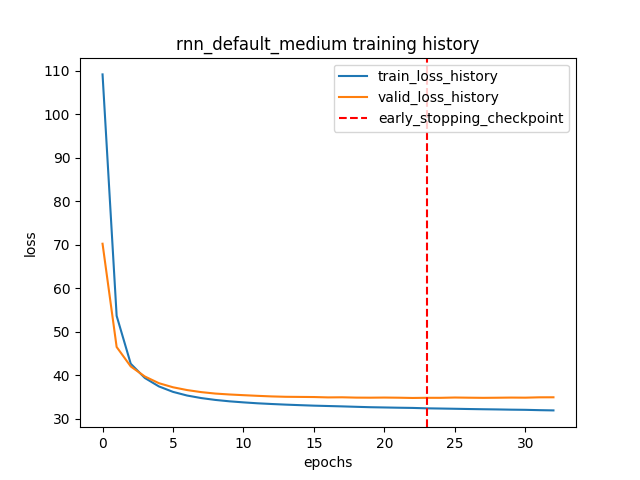 rnn_default_medium training history
train_loss_history
valid_loss_history
early_stopping_checkpoint
110
100
90
80
70
60
50
40
30
loss
0 5 10 15 20 25 30
epochs